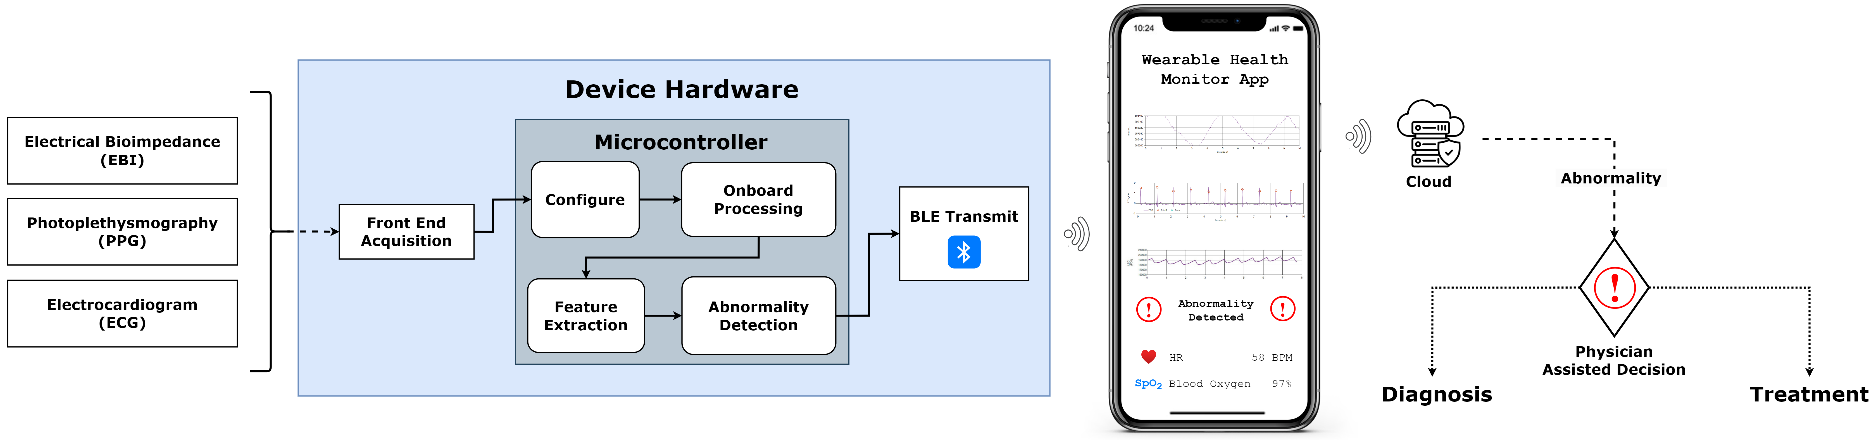 Electrical Bioimpedance
(EBI)
Photoplethysmography
(PPG)
Electrocardiogram
(ECG)
Device Hardware
Front End
Acquisition
Microcontroller
Configure
Onboard
Processing
Feature
Extraction
Abnormality
Detection
BLE Transmit
10:24
Wearable Health
Monitor App
Abnormality
Detected
HR 56 BPM
SpO2 Blood Oxygen 97%
Cloud
Abnormality
Physician
Assisted Decision
Diagnosis
Treatment